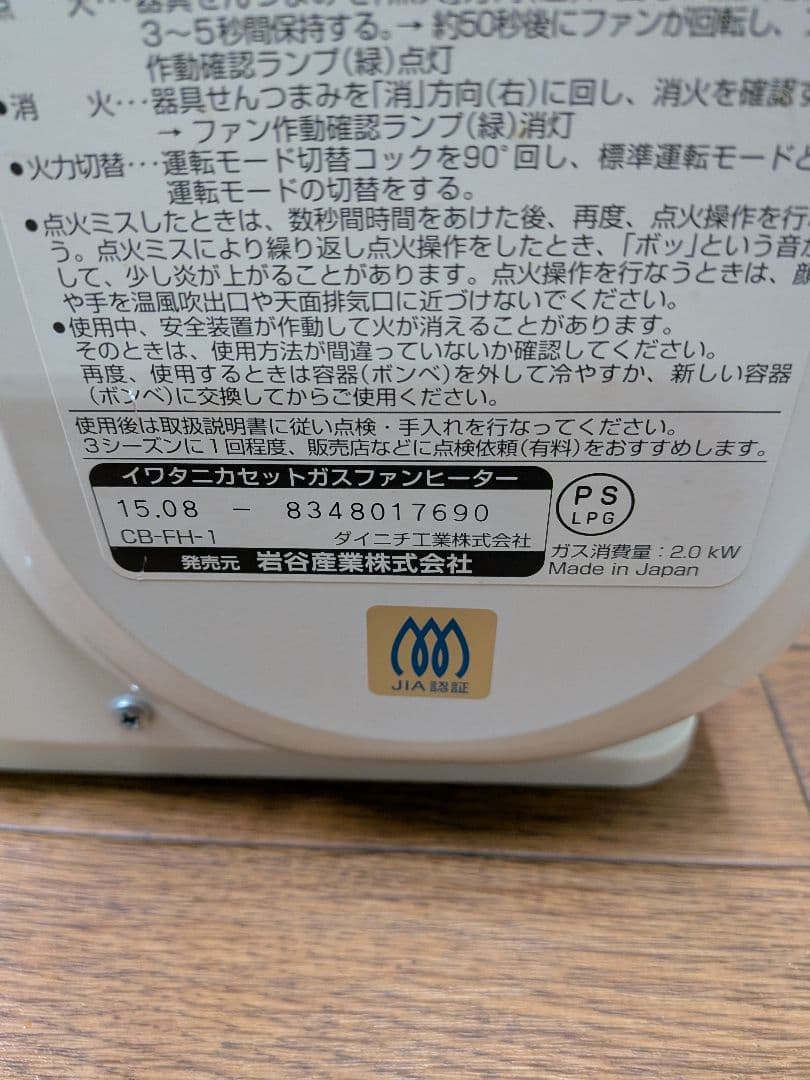 火…器具せんつまみを
3〜5秒間保持する。→ 約50秒後にファンが回転し、
作動確認ランプ(緑)点灯
●消　火…器具せんつまみを「消」方向(右)に回し、消火を確認す
→ ファン作動確認ランプ(緑)消灯
●火力切替…運転モード切替コックを90°回し、標準運転モードと
運転モードの切替をする。
●点火ミスしたときは、数秒間時間をあけた後、再度、点火操作を行な
う。点火ミスにより繰り返し点火操作をしたとき、「ボッ」という音が
して、少し炎が上がることがあります。点火操作を行なうときは、顔
や手を温風吹出口や天面排気口に近づけないでください。
●使用中、安全装置が作動して火が消えることがあります。
そのときは、使用方法が間違っていないか確認してください。
再度、使用するときは容器(ボンベ)を外して冷やすか、新しい容器
(ボンベ)に交換してからご使用ください。
使用後は取扱説明書に従い点検・手入れを行なってください。
3シーズンに1回程度、販売店などに点検依頼(有料)をおすすめします。
イワタニカセットガスファンヒーター
15.08 － 8348017690
CB-FH-1 ダイニチ工業株式会社
発売元 岩谷産業株式会社
PS
LPG
ガス消費量：2.0 kW
Made in Japan
JIA 認証